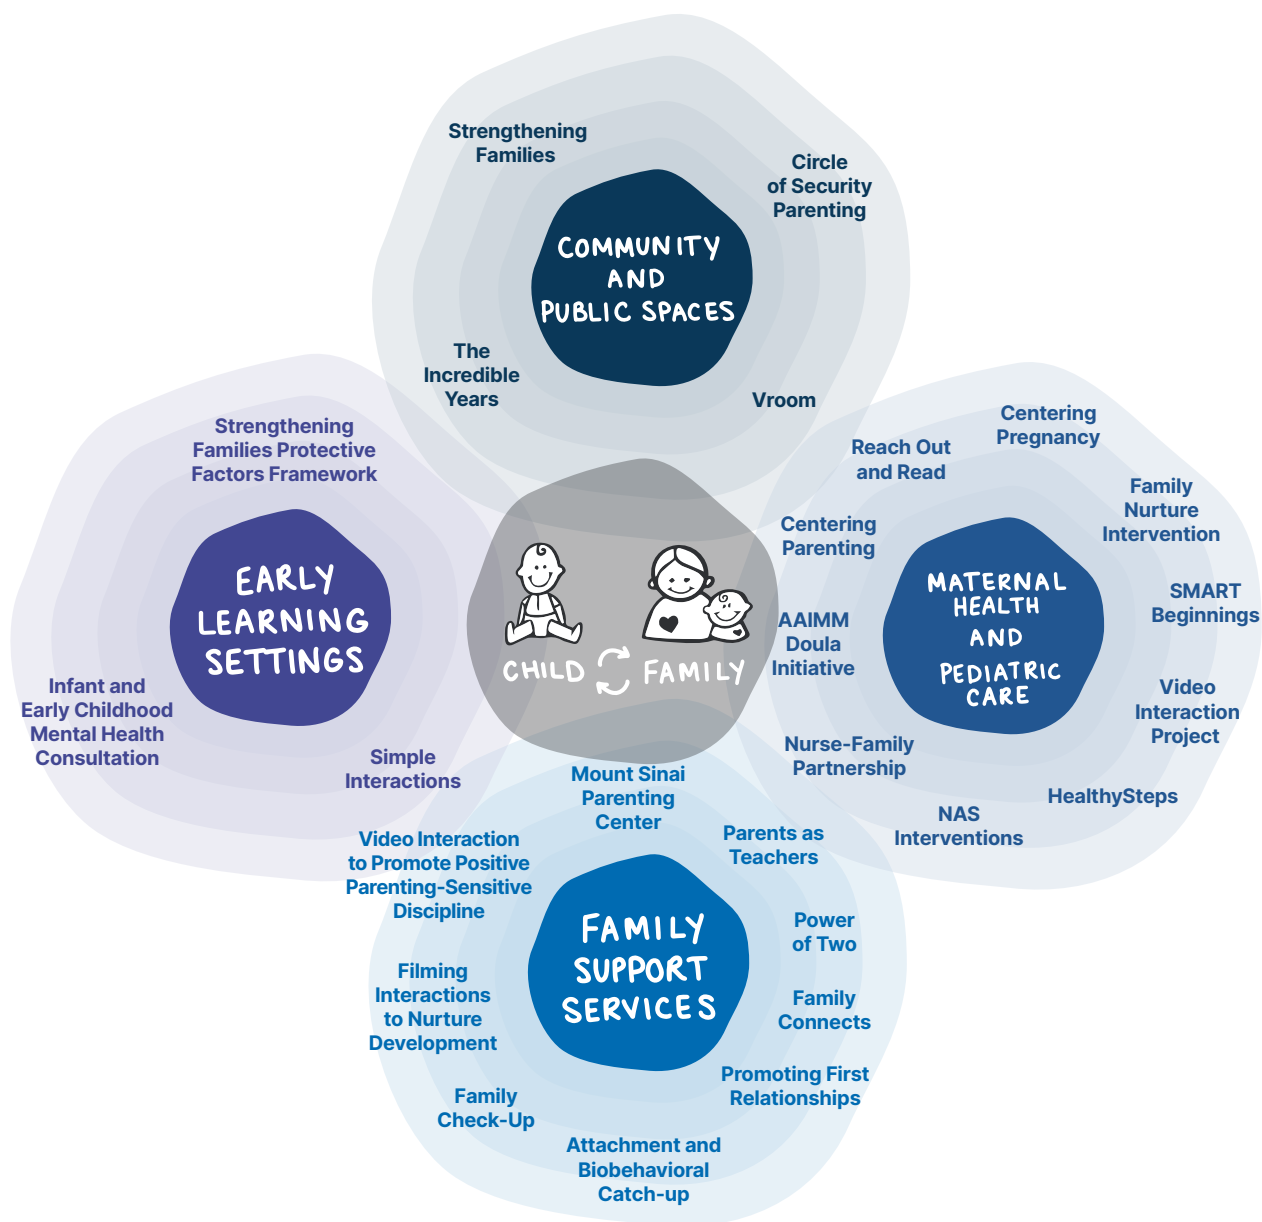 Strengthening
Families
Circle
of Security
Parenting
COMMUNITY
AND
PUBLIC SPACES
The
Incredible
Years
Vroom
Strengthening
Families Protective
Factors Framework
EARLY
LEARNING
SETTINGS
Infant and
Early Childhood
Mental Health
Consultation
Simple
Interactions
CHILD
FAMILY
Reach Out
and Read
Centering
Pregnancy
Family
Nurture
Intervention
Centering
Parenting
SMART
Beginnings
MATERNAL
HEALTH
AND
PEDIATRIC
CARE
AAIMM
Doula
Initiative
Video
Interaction
Project
Nurse-Family
Partnership
HealthySteps
NAS
Interventions
Mount Sinai
Parenting
Center
Parents as
Teachers
Video Interaction
to Promote Positive
Parenting-Sensitive
Discipline
Power
of Two
FAMILY
SUPPORT
SERVICES
Filming
Interactions
to Nurture
Development
Family
Connects
Promoting First
Relationships
Family
Check-Up
Attachment and
Biobehavioral
Catch-up